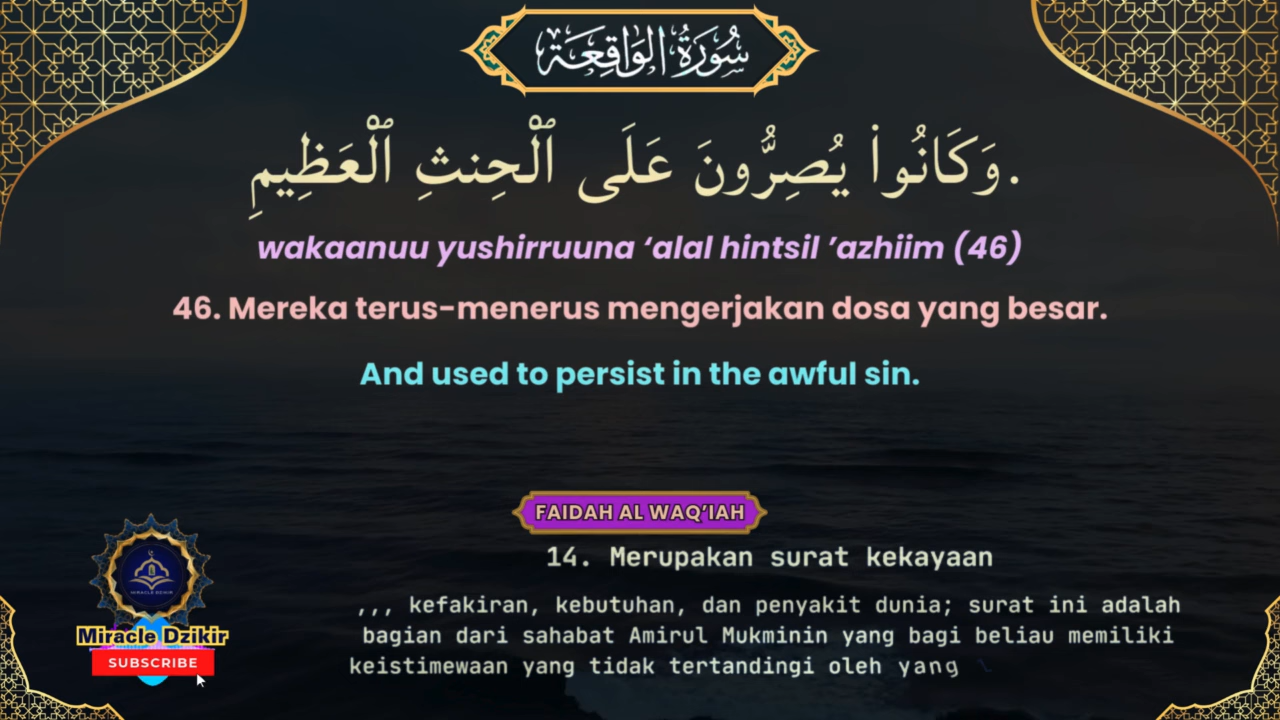 سُورَةُ الوَاقِعَة
وَكَانُوا۟ يُصِرُّونَ عَلَى ٱلْحِنثِ ٱلْعَظِيمِ.
wakaanuu yushirruuna ‘alal hintsil ’azhiim (46)
46. Mereka terus-menerus mengerjakan dosa yang besar.
And used to persist in the awful sin.
FAIDAH AL WAQ’IAH
14. Merupakan surat kekayaan
,,, kefakiran, kebutuhan, dan penyakit dunia; surat ini adalah
bagian dari sahabat Amirul Mukminin yang bagi beliau memiliki
keistimewaan yang tidak tertandingi oleh yang
MIRACLE DZIKIR
Miracle Dzikir
SUBSCRIBE